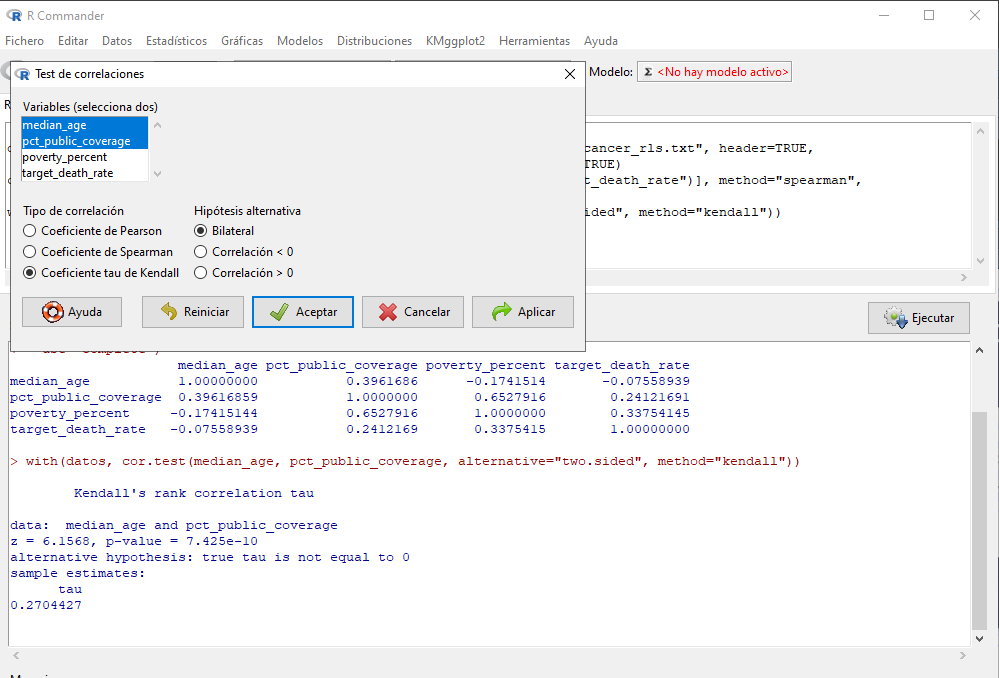 R Commander
Fichero Editar Datos Estadísticos Gráficas Modelos Distribuciones KMggplot2 Herramientas Ayuda
Test de correlaciones
Modelo: Σ <No hay modelo activo>
Variables (selecciona dos)
median_age
pct_public_coverage
poverty_percent
target_death_rate
cancer_rls.txt", header=TRUE,
TRUE)
t_death_rate")], method="spearman",
ided", method="kendall"))
Tipo de correlación Hipótesis alternativa
Coeficiente de Pearson Bilateral
Coeficiente de Spearman Correlación < 0
Coeficiente tau de Kendall Correlación > 0
Ayuda Reiniciar Aceptar Cancelar Aplicar
Ejecutar
median_age pct_public_coverage poverty_percent target_death_rate
median_age 1.00000000 0.3961686 -0.1741514 -0.07558939
pct_public_coverage 0.39616859 1.0000000 0.6527916 0.24121691
poverty_percent -0.17415144 0.6527916 1.0000000 0.33754145
target_death_rate -0.07558939 0.2412169 0.3375415 1.00000000
> with(datos, cor.test(median_age, pct_public_coverage, alternative="two.sided", method="kendall"))
Kendall's rank correlation tau
data: median_age and pct_public_coverage
z = 6.1568, p-value = 7.425e-10
alternative hypothesis: true tau is not equal to 0
sample estimates:
tau
0.2704427